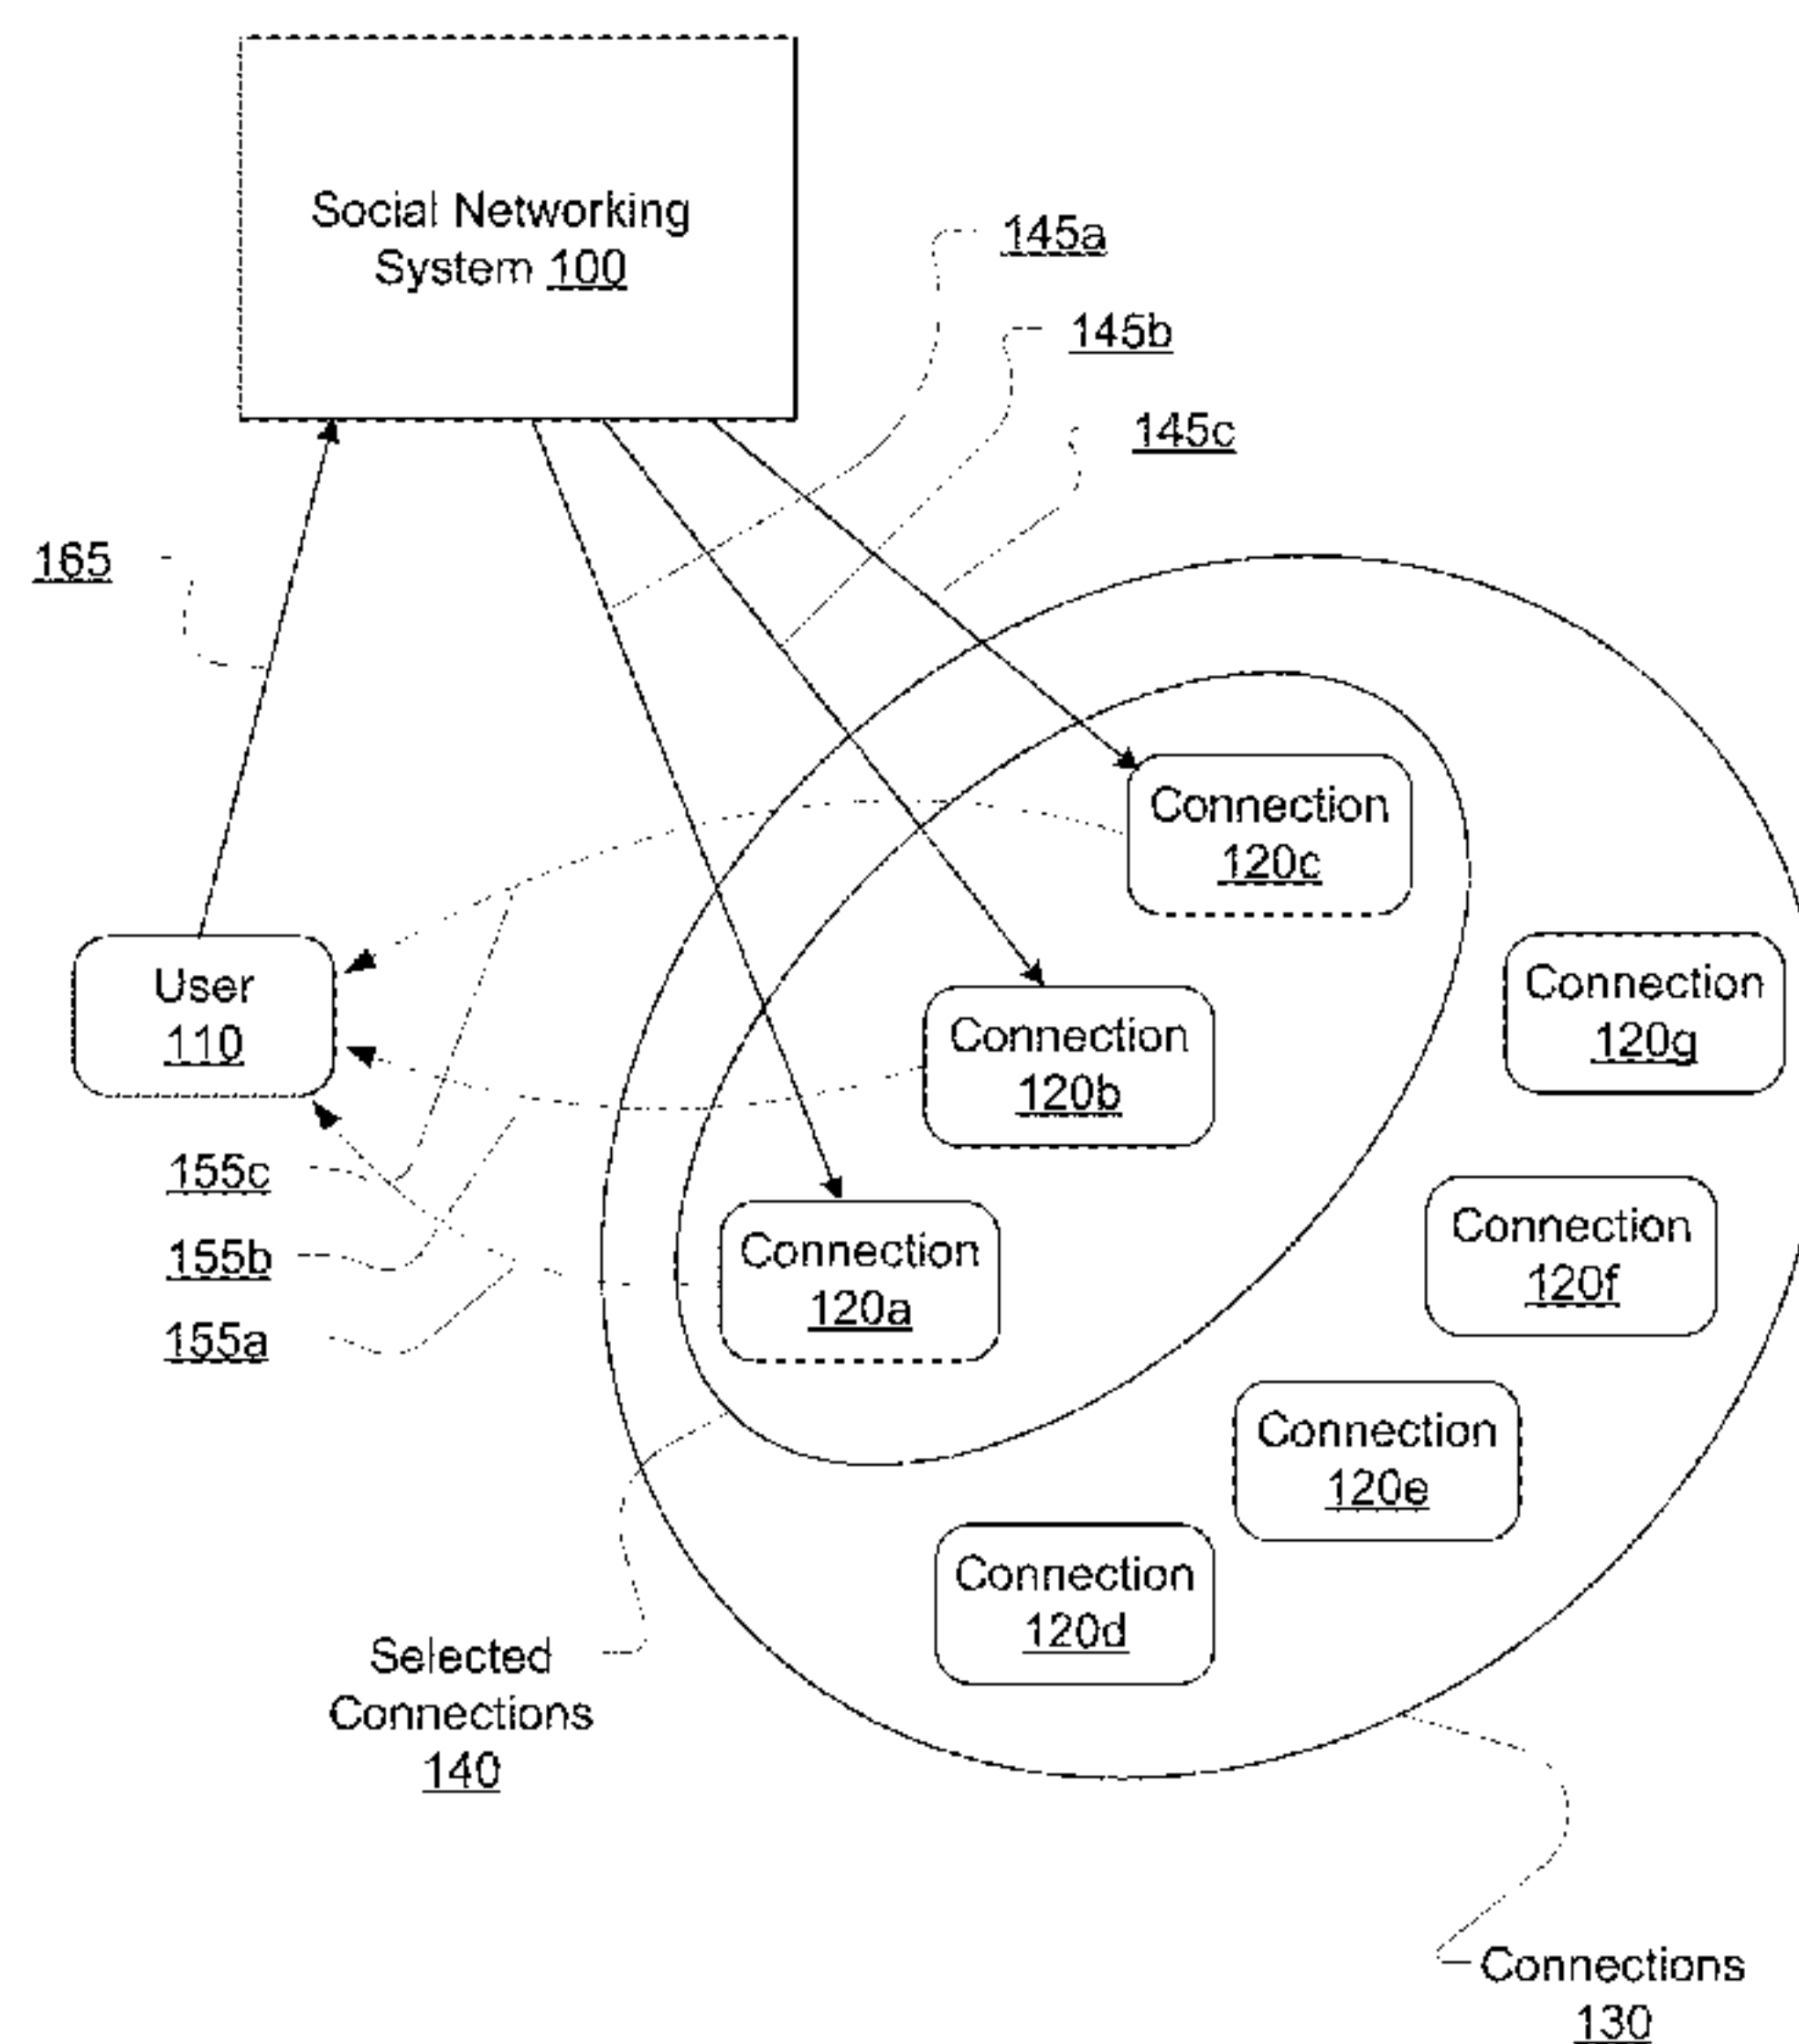 Social Networking
System 100
145a
145b
145c
165
Connection
120c
User
110
Connection
120g
Connection
120b
155c
155b
155a
Connection
120a
Connection
120f
Connection
120e
Connection
120d
Selected
Connections
140
Connections
130